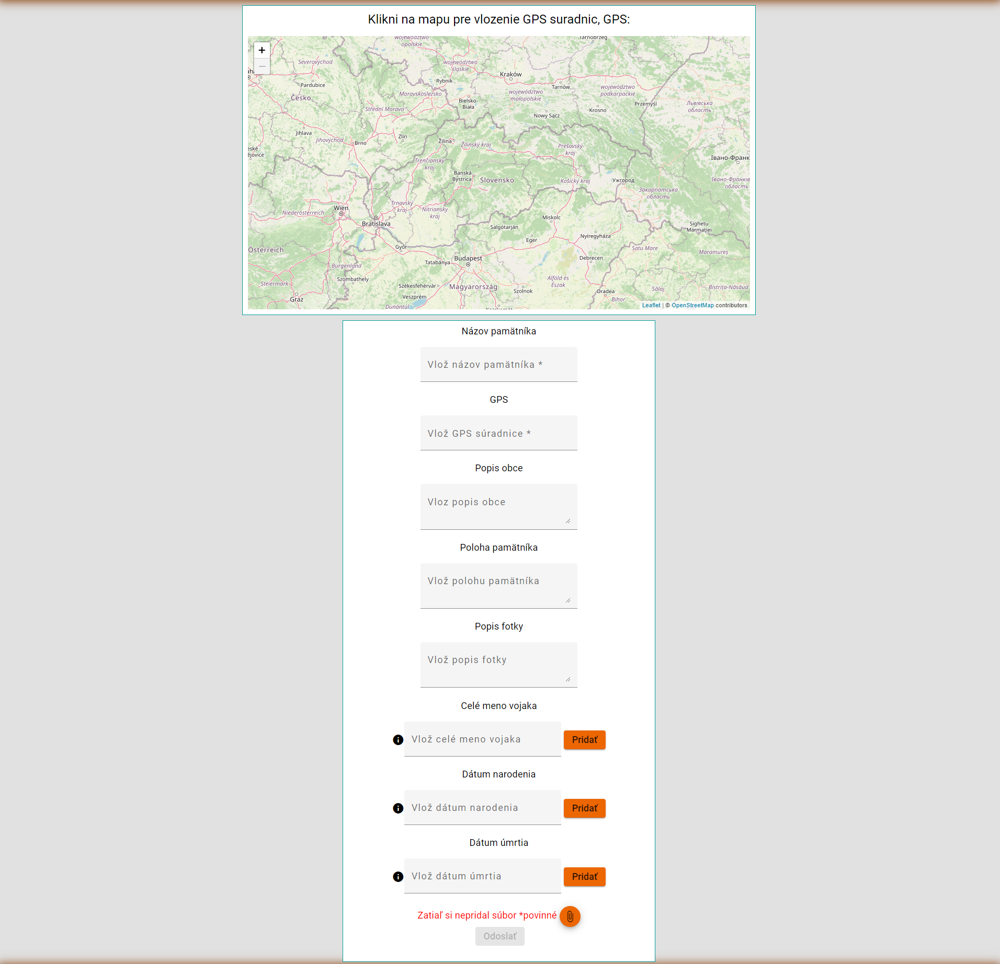 Klikni na mapu pre vlozenie GPS suradnic, GPS:
+
−
województwo
opolskie
Tarnobrzeg
Severovýchod
województwo
śląskie
Kraków
Pardubice
Rybnik
Tarnów
województwo
podkarpackie
Česko
Moravskoslezsko
województwo
małopolskie
Bielsko-
Biała
Przemyśl
Львівська
область
Střední Morava
Krosno
Nowy Sącz
Jihlava
Zlín
Jihovýchod
Brno
Žilina
Žilinský kraj
Prešovský
kraj
Trenčiansky
kraj
Banská
Bystrica
Slovensko
Košický kraj
Ужгород
Закарпатська
область
Wien
Niederösterreich
Trnavský
kraj
Nitriansky
kraj
Bratislava
Miskolc
Salgótarján
Sighetu
Marmației
Eger
Nyíregyháza
Österreich
Győr
Satu Mare
Maramureș
Tatabánya
Budapest
Debrecen
Burgenland
Szombathely
Alföld és
Észak
Steiermark
Székesfehérvár
Magyarország
Szolnok
Oradea
Sălaj
Bistrița-Năsăud
Graz
Veszprém
Bihor
Dunántúl
Leaflet | © OpenStreetMap contributors
Názov pamätníka
Vlož názov pamätníka *
GPS
Vlož GPS súradnice *
Popis obce
Vloz popis obce
Poloha pamätníka
Vlož polohu pamätníka
Popis fotky
Vlož popis fotky
Celé meno vojaka
Vlož celé meno vojaka
Pridať
Dátum narodenia
Vlož dátum narodenia
Pridať
Dátum úmrtia
Vlož dátum úmrtia
Pridať
Zatiaľ si nepridal súbor *povinné
Odoslať